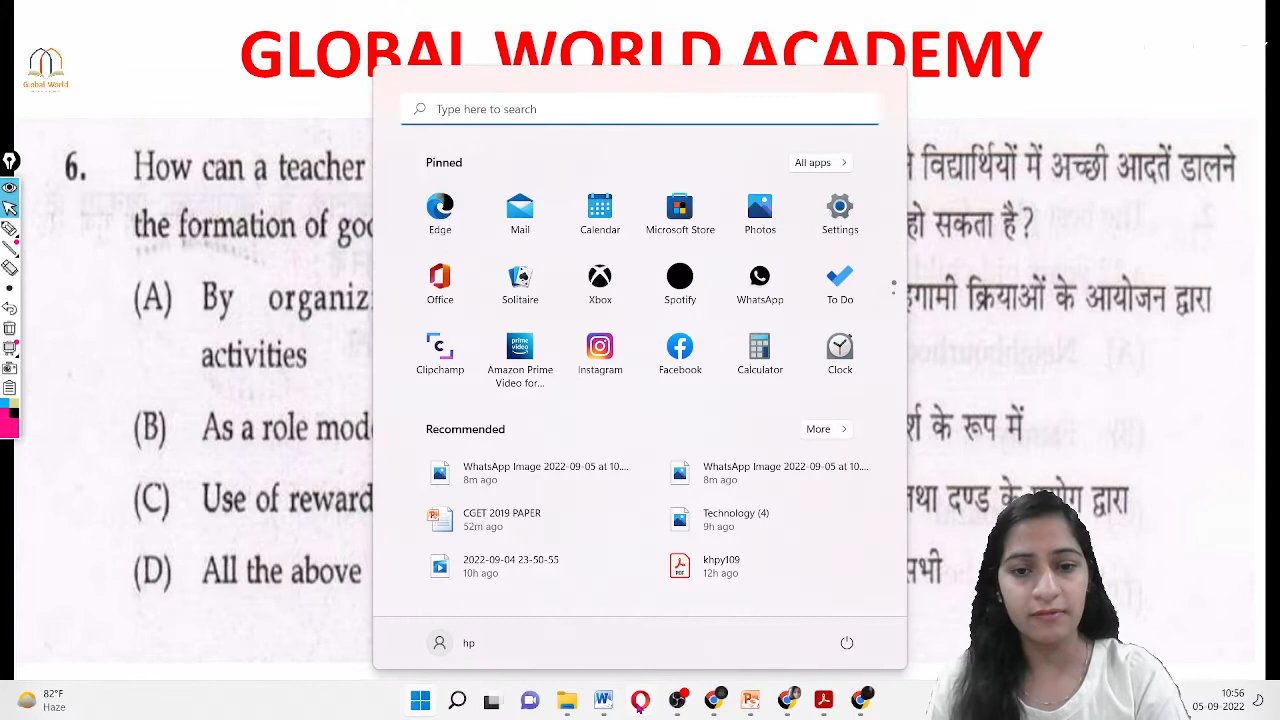 GLOBAL WORLD ACADEMY
Global World
Type here to search
Pinned
All apps
Edge
Mail
Calendar
Microsoft Store
Photos
Settings
Office
Solitaire
Xbox
Spotify
WhatsApp
To Do
Clipchamp
Amazon Prime Video for...
Instagram
Facebook
Calculator
Clock
Recommended
More
WhatsApp Image 2022-09-05 at 10....
8m ago
WhatsApp Image 2022-09-05 at 10....
8m ago
CGET 2019 PAPER
52m ago
Technology (4)
9h ago
2022-09-04 23-50-55
10h ago
khpy109
12h ago
hp
6. How can a teacher
the formation of
(A) By
activities
(B) As a role
(C) Use of
(D) All the above
विद्यार्थियों में अच्छी आदतें डालने
हो सकता है?
क्रियाओं के आयोजन द्वारा
के रूप में
तथा दण्ड के प्रयोग द्वारा
सभी
82°F
Haze
10:56
05-09-2022